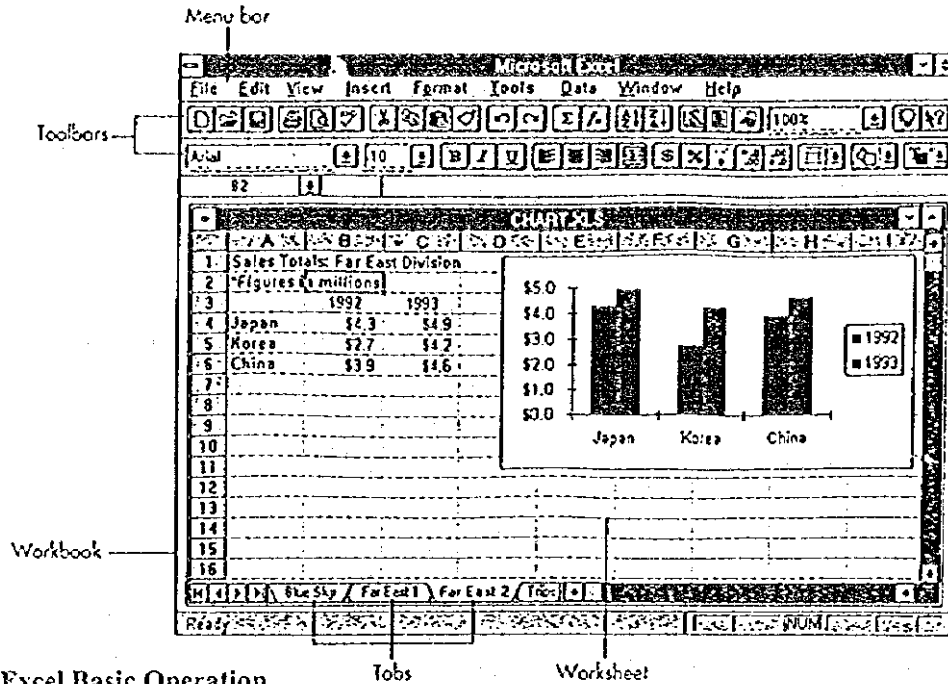 Menu bar
Microsoft Excel
File Edit View Insert Format Tools Data Window Help
Toolbars
100%
Arial 10 B I U $ %
B2
CHART.XLS
A B C D E F G H I
1 Sales Totals: Far East Division
2 *Figures in millions
3 1992 1993
4 Japan $4.3 $4.9
5 Korea $2.7 $4.2
6 China $3.9 $4.6
7
8
9
10
11
12
13
14
15
16
$5.0
$4.0
$3.0
$2.0
$1.0
$0.0
Japan Korea China
1992
1993
Workbook
Blue Sky Far East 1 Far East 2
Ready NUM
Tabs Worksheet
Excel Basic Operation